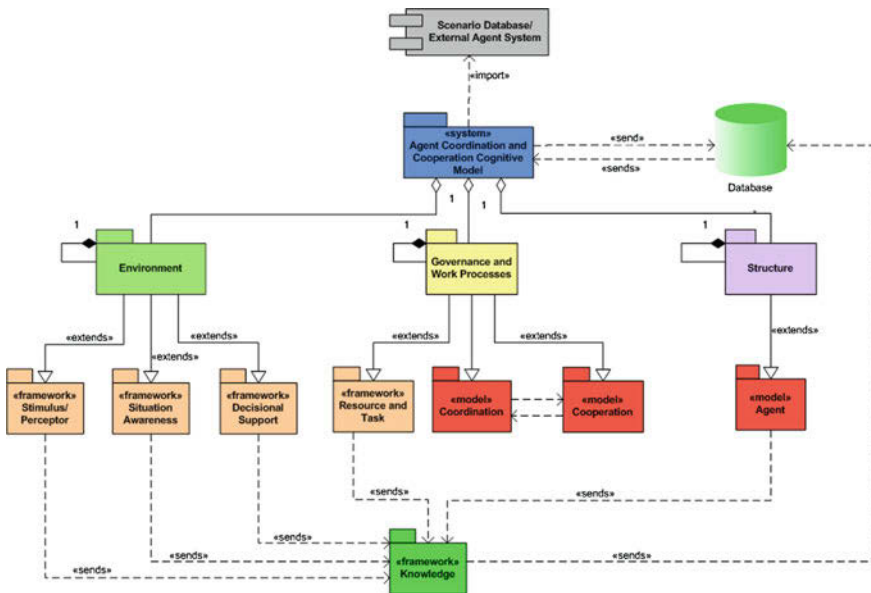 Scenario Database/
External Agent System
«import»
«system»
Agent Coordination and
Cooperation Cognitive
Model
«send»
«sends»
Database
1
1
1
Environment
1
Governance and
Work Processes
1
Structure
«extends»
«extends»
«extends»
«extends»
«extends»
«extends»
«framework»
Stimulus/
Perceptor
«framework»
Situation
Awareness
«framework»
Decisional
Support
«framework»
Resource and
Task
«model»
Coordination
«model»
Cooperation
«model»
Agent
«sends»
«sends»
«sends»
«sends»
«sends»
«framework»
Knowledge
«sends»